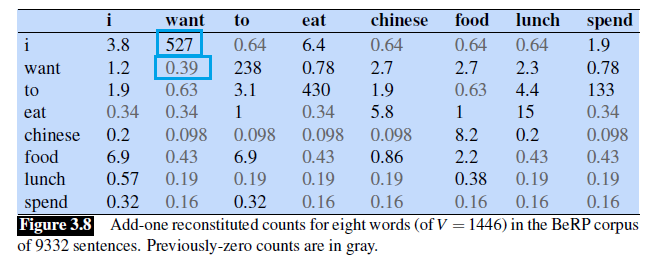 i want to eat chinese food lunch spend
i 3.8 527 0.64 6.4 0.64 0.64 0.64 1.9
want 1.2 0.39 238 0.78 2.7 2.7 2.3 0.78
to 1.9 0.63 3.1 430 1.9 0.63 4.4 133
eat 0.34 0.34 1 0.34 5.8 1 15 0.34
chinese 0.2 0.098 0.098 0.098 0.098 8.2 0.2 0.098
food 6.9 0.43 6.9 0.43 0.86 2.2 0.43 0.43
lunch 0.57 0.19 0.19 0.19 0.19 0.38 0.19 0.19
spend 0.32 0.16 0.32 0.16 0.16 0.16 0.16 0.16
Figure 3.8 Add-one reconstituted counts for eight words (of V = 1446) in the BeRP corpus
of 9332 sentences. Previously-zero counts are in gray.